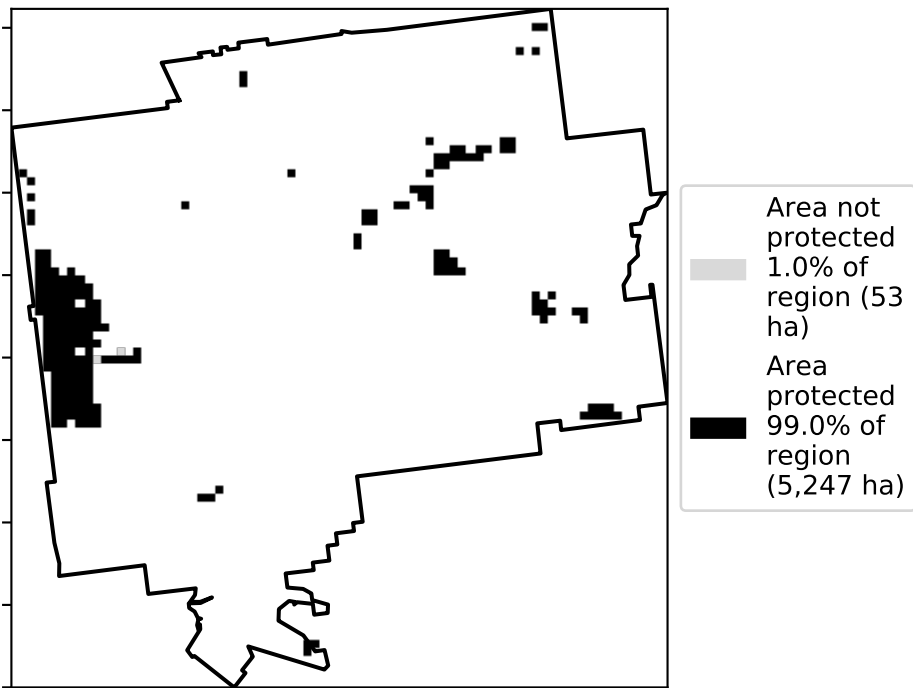 Area not
protected
1.0% of
region (53
ha)
Area
protected
99.0% of
region
(5,247 ha)